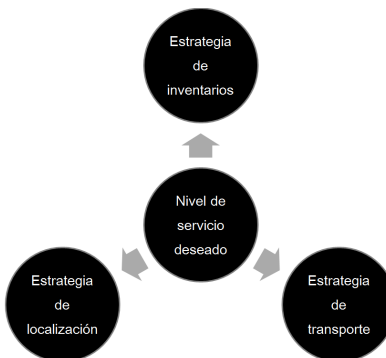 Estrategia
de
inventarios
Nivel de
servicio
deseado
Estrategia
de
localización
Estrategia
de
transporte